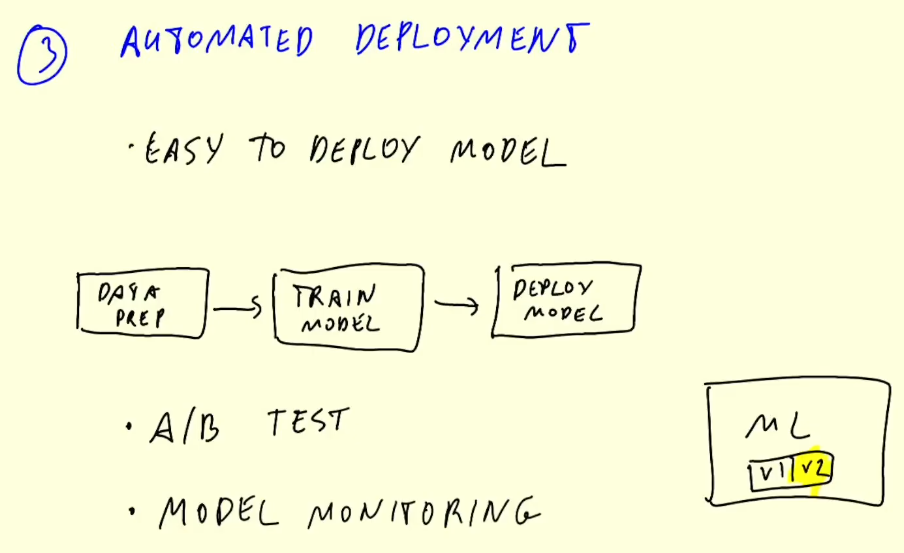 3 AUTOMATED DEPLOYMENT
· EASY TO DEPLOY MODEL
DATA
PREP
TRAIN
MODEL
DEPLOY
MODEL
· A/B TEST
· MODEL MONITORING
ML
V1 V2